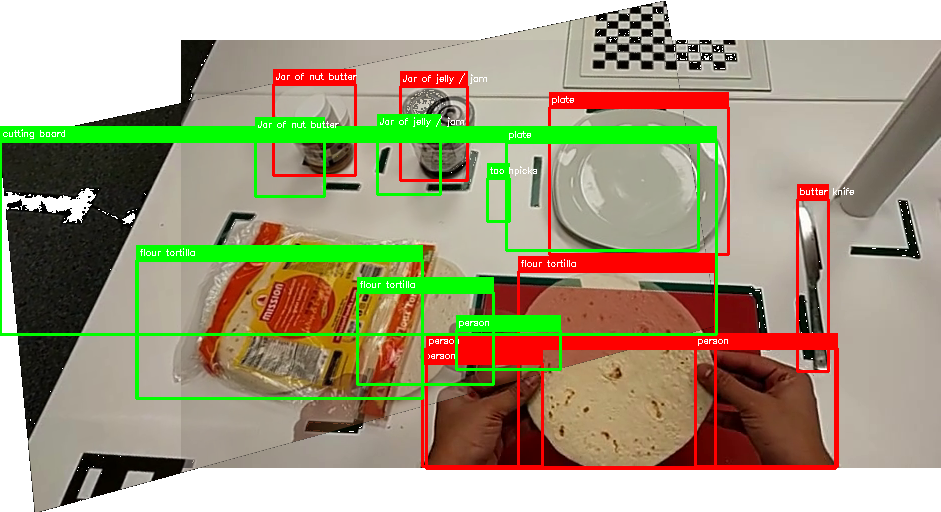 Jar of nut butter
Jar of jelly / jam
plate
Jar of nut butter
Jar of jelly / jam
cutting board
plate
butter knife
flour tortilla
flour tortilla
flour tortilla
MISSION
person
person
person
person